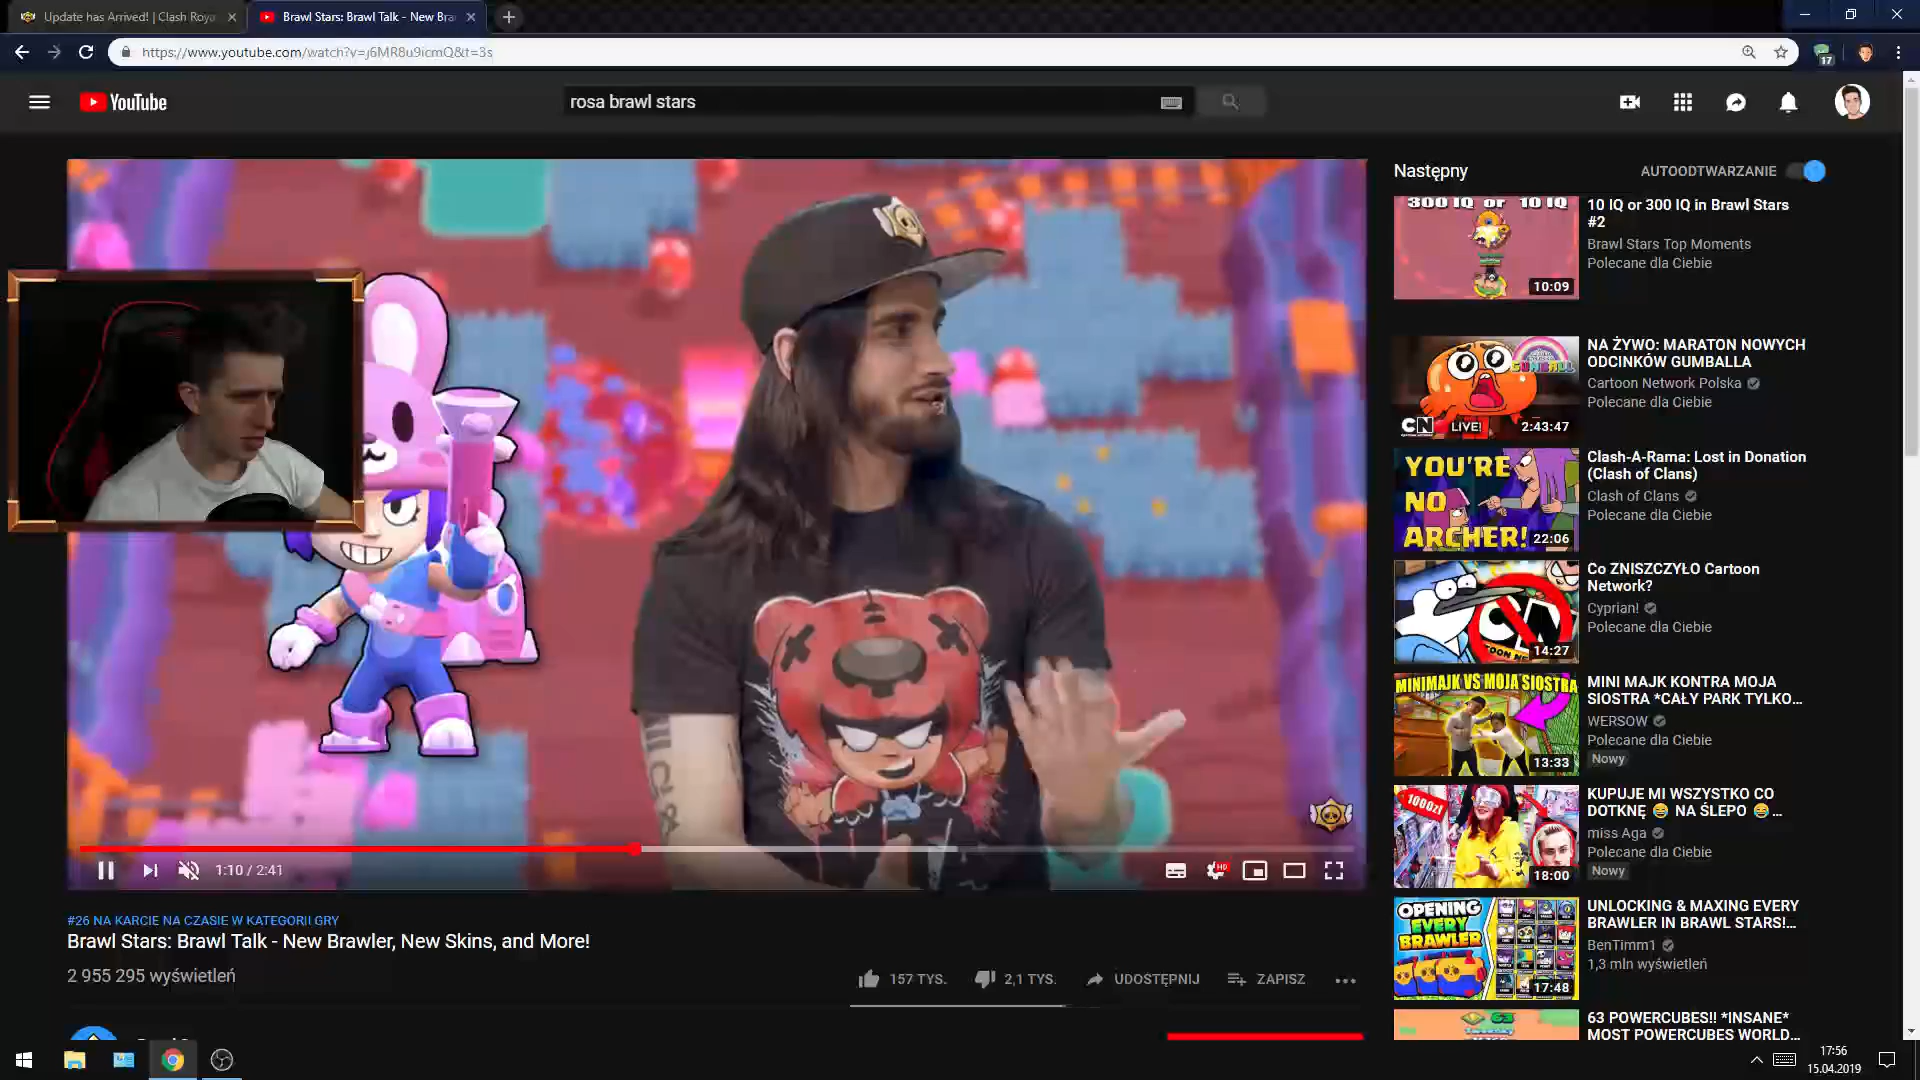 Update has Arrived! | Clash Roya
Brawl Stars: Brawl Talk - New Bra
https://www.youtube.com/watch?v=j6MR8u9icmQ&t=3s
17
YouTube
rosa brawl stars
Następny
AUTOODTWARZANIE
300 IQ or 10 IQ
10:09
10 IQ or 300 IQ in Brawl Stars
#2
Brawl Stars Top Moments
Polecane dla Ciebie
GUMBALL
CN LIVE!
2:43:47
NA ŻYWO: MARATON NOWYCH
ODCINKÓW GUMBALLA
Cartoon Network Polska
Polecane dla Ciebie
YOU'RE
NO
ARCHER!
22:06
Clash-A-Rama: Lost in Donation
(Clash of Clans)
Clash of Clans
Polecane dla Ciebie
14:27
Co ZNISZCZYŁO Cartoon
Network?
Cyprian!
Polecane dla Ciebie
MINIMAJK VS MOJA SIOSTRA
13:33
MINI MAJK KONTRA MOJA
SIOSTRA *CAŁY PARK TYLKO...
WERSOW
Polecane dla Ciebie
Nowy
1000zł
18:00
KUPUJE MI WSZYSTKO CO
DOTKNĘ 😂 NA ŚLEPO 😂...
miss Aga
Polecane dla Ciebie
Nowy
OPENING
EVERY
BRAWLER
17:48
UNLOCKING & MAXING EVERY
BRAWLER IN BRAWL STARS!...
BenTimm1
1,3 mln wyświetleń
63
63 POWERCUBES!! *INSANE*
MOST POWERCUBES WORLD...
1:10 / 2:41
HD
#26 NA KARCIE NA CZASIE W KATEGORII GRY
Brawl Stars: Brawl Talk - New Brawler, New Skins, and More!
2 955 295 wyświetleń
157 TYS.
2,1 TYS.
UDOSTĘPNIJ
ZAPISZ
17:56
15.04.2019